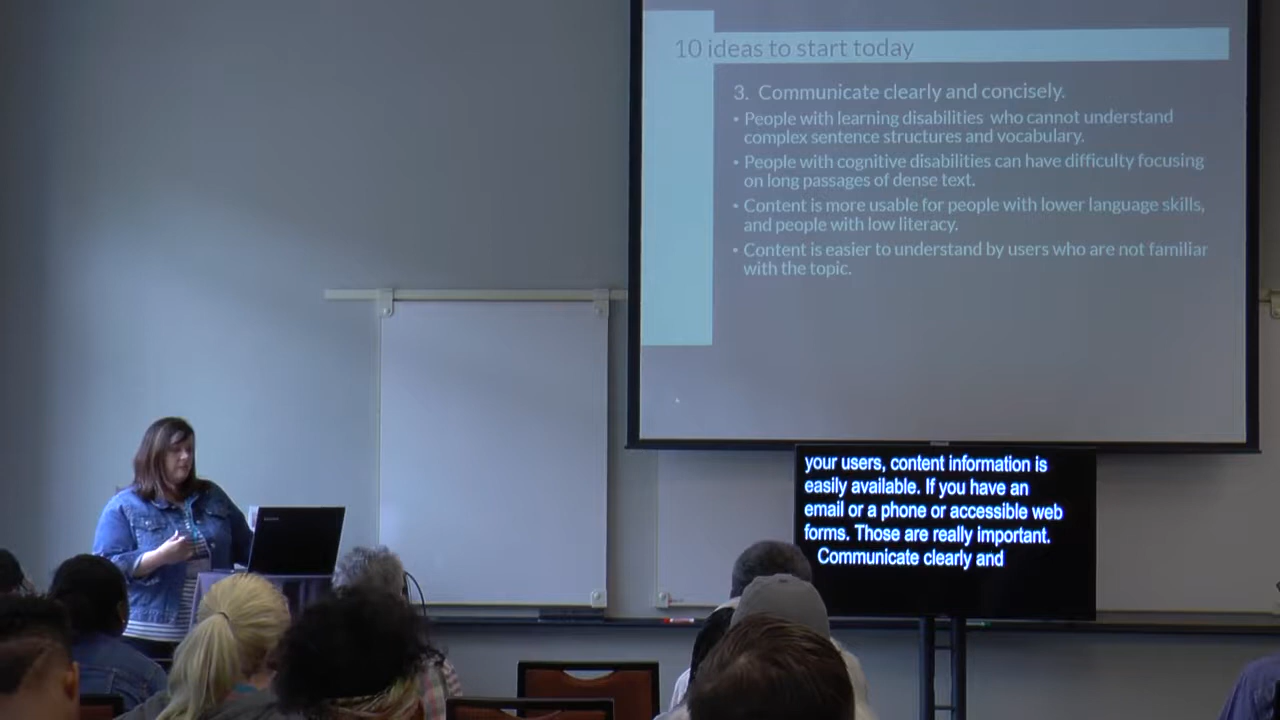 10 ideas to start today
3. Communicate clearly and concisely.
• People with learning disabilities who cannot understand
complex sentence structures and vocabulary.
• People with cognitive disabilities can have difficulty focusing
on long passages of dense text.
• Content is more usable for people with lower language skills,
and people with low literacy.
• Content is easier to understand by users who are not familiar
with the topic.
your users, content information is
easily available. If you have an
email or a phone or accessible web
forms. Those are really important.
Communicate clearly and